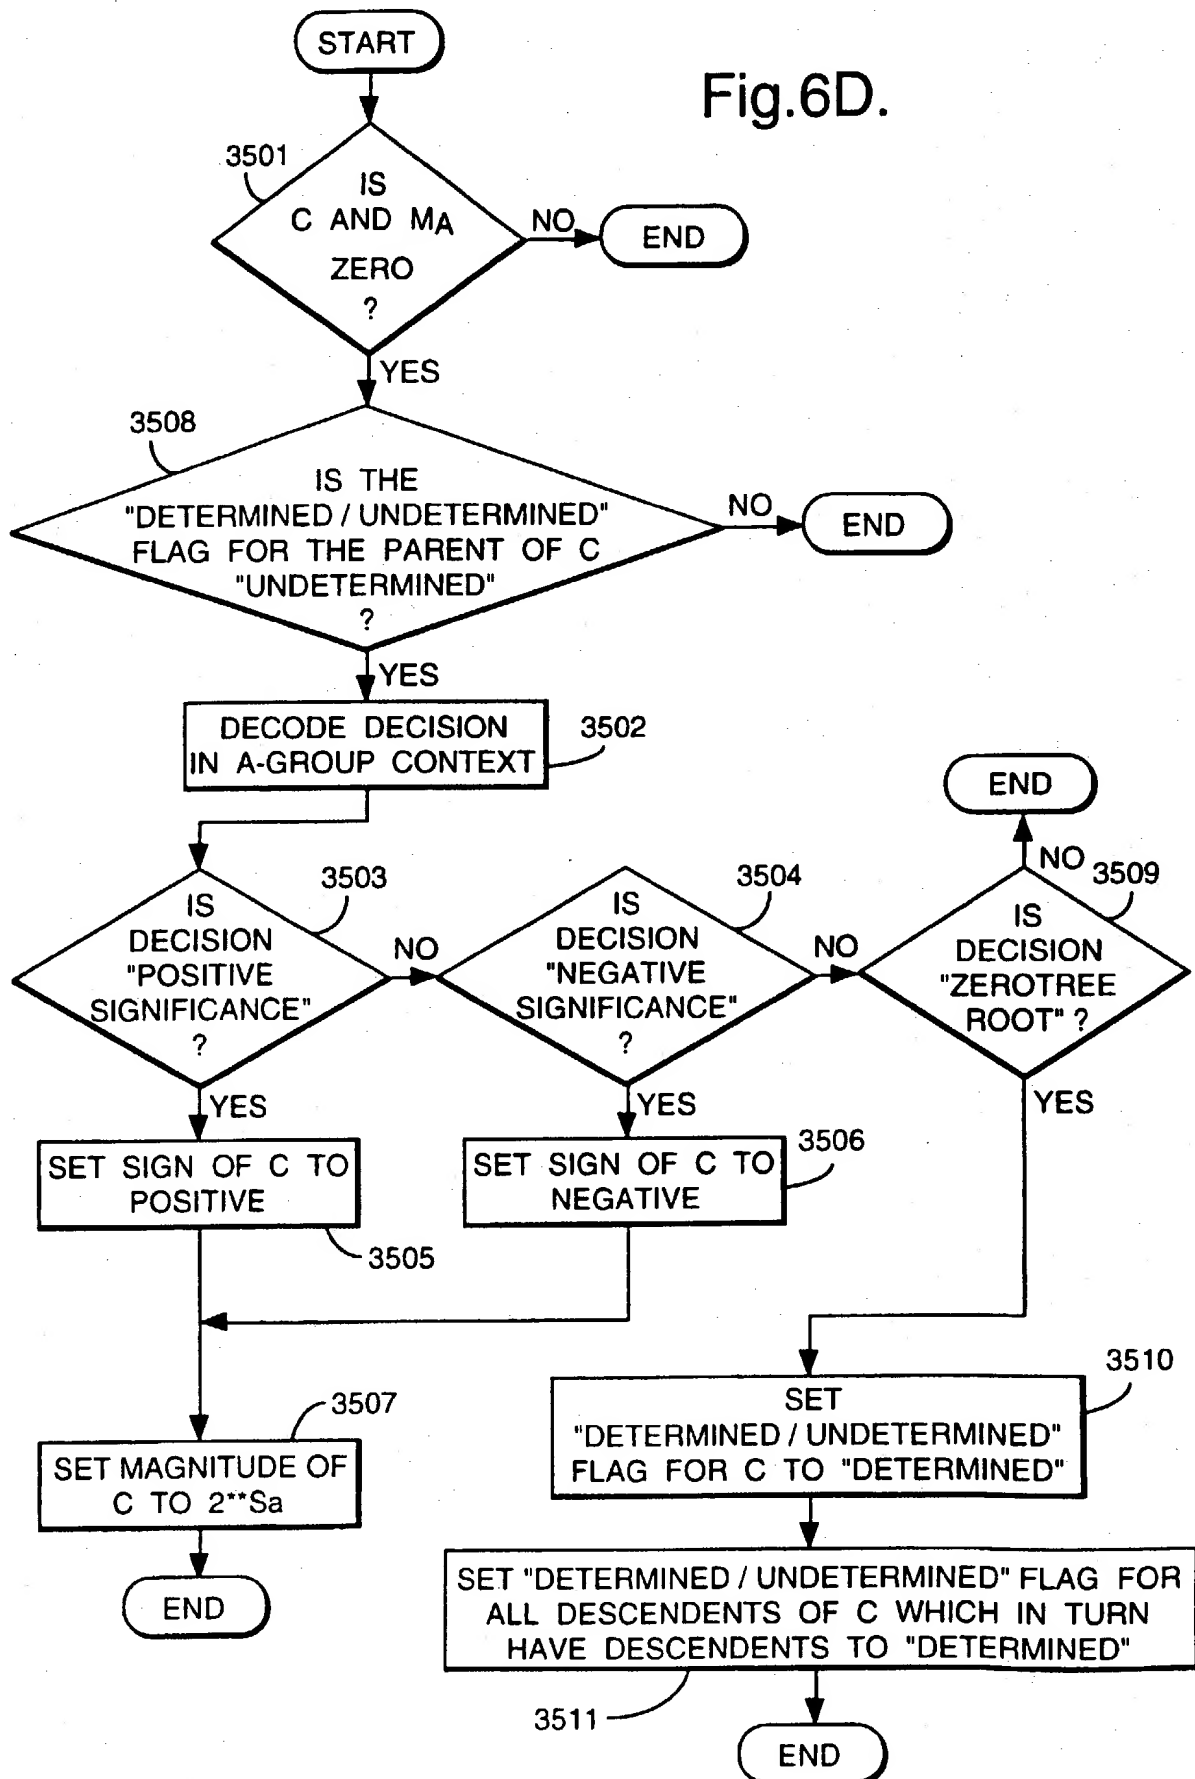 START
Fig.6D.
3501
IS
C AND MA
ZERO
?
NO
END
YES
3508
IS THE
"DETERMINED / UNDETERMINED"
FLAG FOR THE PARENT OF C
"UNDETERMINED"
?
NO
END
YES
DECODE DECISION
IN A-GROUP CONTEXT
3502
END
NO
3503
IS
DECISION
"POSITIVE
SIGNIFICANCE"
?
NO
3504
IS
DECISION
"NEGATIVE
SIGNIFICANCE"
?
NO
3509
IS
DECISION
"ZEROTREE
ROOT" ?
YES
YES
YES
SET SIGN OF C TO
POSITIVE
3505
SET SIGN OF C TO
NEGATIVE
3506
3507
SET MAGNITUDE OF
C TO 2**Sa
END
3510
SET
"DETERMINED / UNDETERMINED"
FLAG FOR C TO "DETERMINED"
SET "DETERMINED / UNDETERMINED" FLAG FOR
ALL DESCENDENTS OF C WHICH IN TURN
HAVE DESCENDENTS TO "DETERMINED"
3511
END